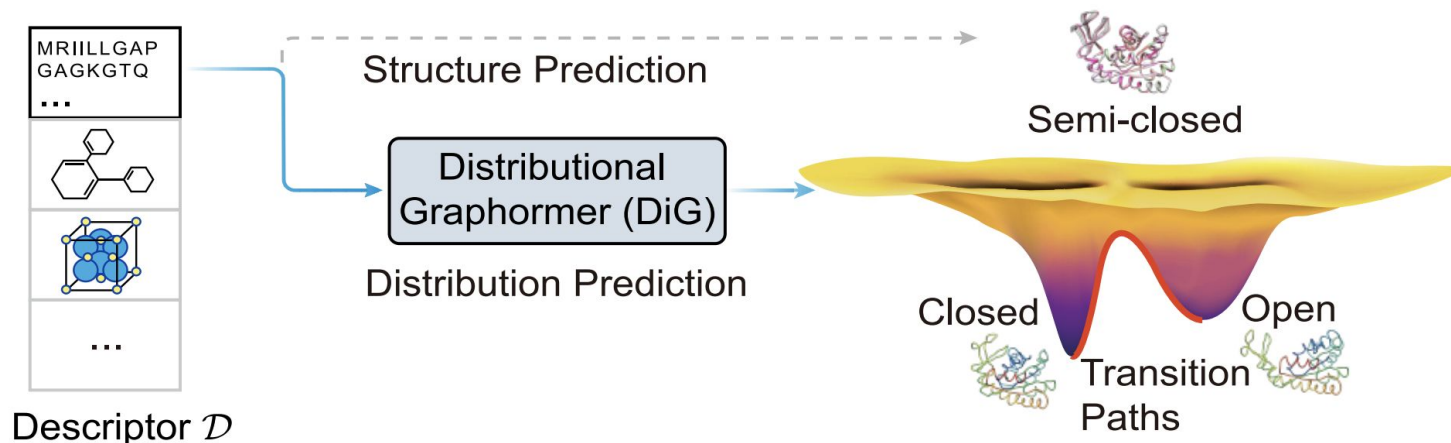 MRIILLGAP
GAGKGTQ
...
...
Descriptor 𝒟
Structure Prediction
Distributional
Graphormer (DiG)
Distribution Prediction
Semi-closed
Closed
Open
Transition
Paths